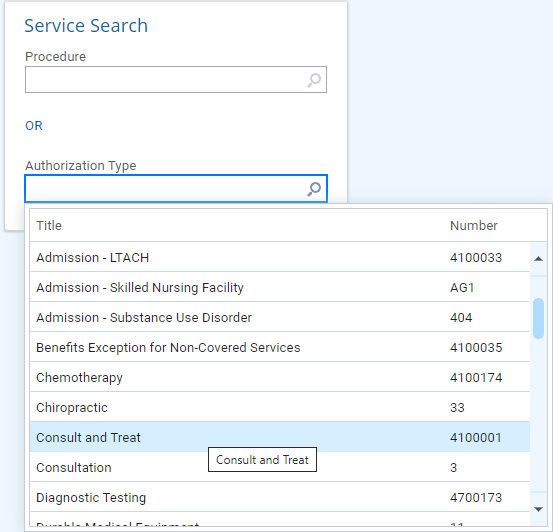 Service Search
Procedure
OR
Authorization Type
Title Number
Admission - LTACH 4100033
Admission - Skilled Nursing Facility AG1
Admission - Substance Use Disorder 404
Benefits Exception for Non-Covered Services 4100035
Chemotherapy 4100174
Chiropractic 33
Consult and Treat 4100001
Consult and Treat
Consultation 3
Diagnostic Testing 4700173
Durable Medical Equipment 11